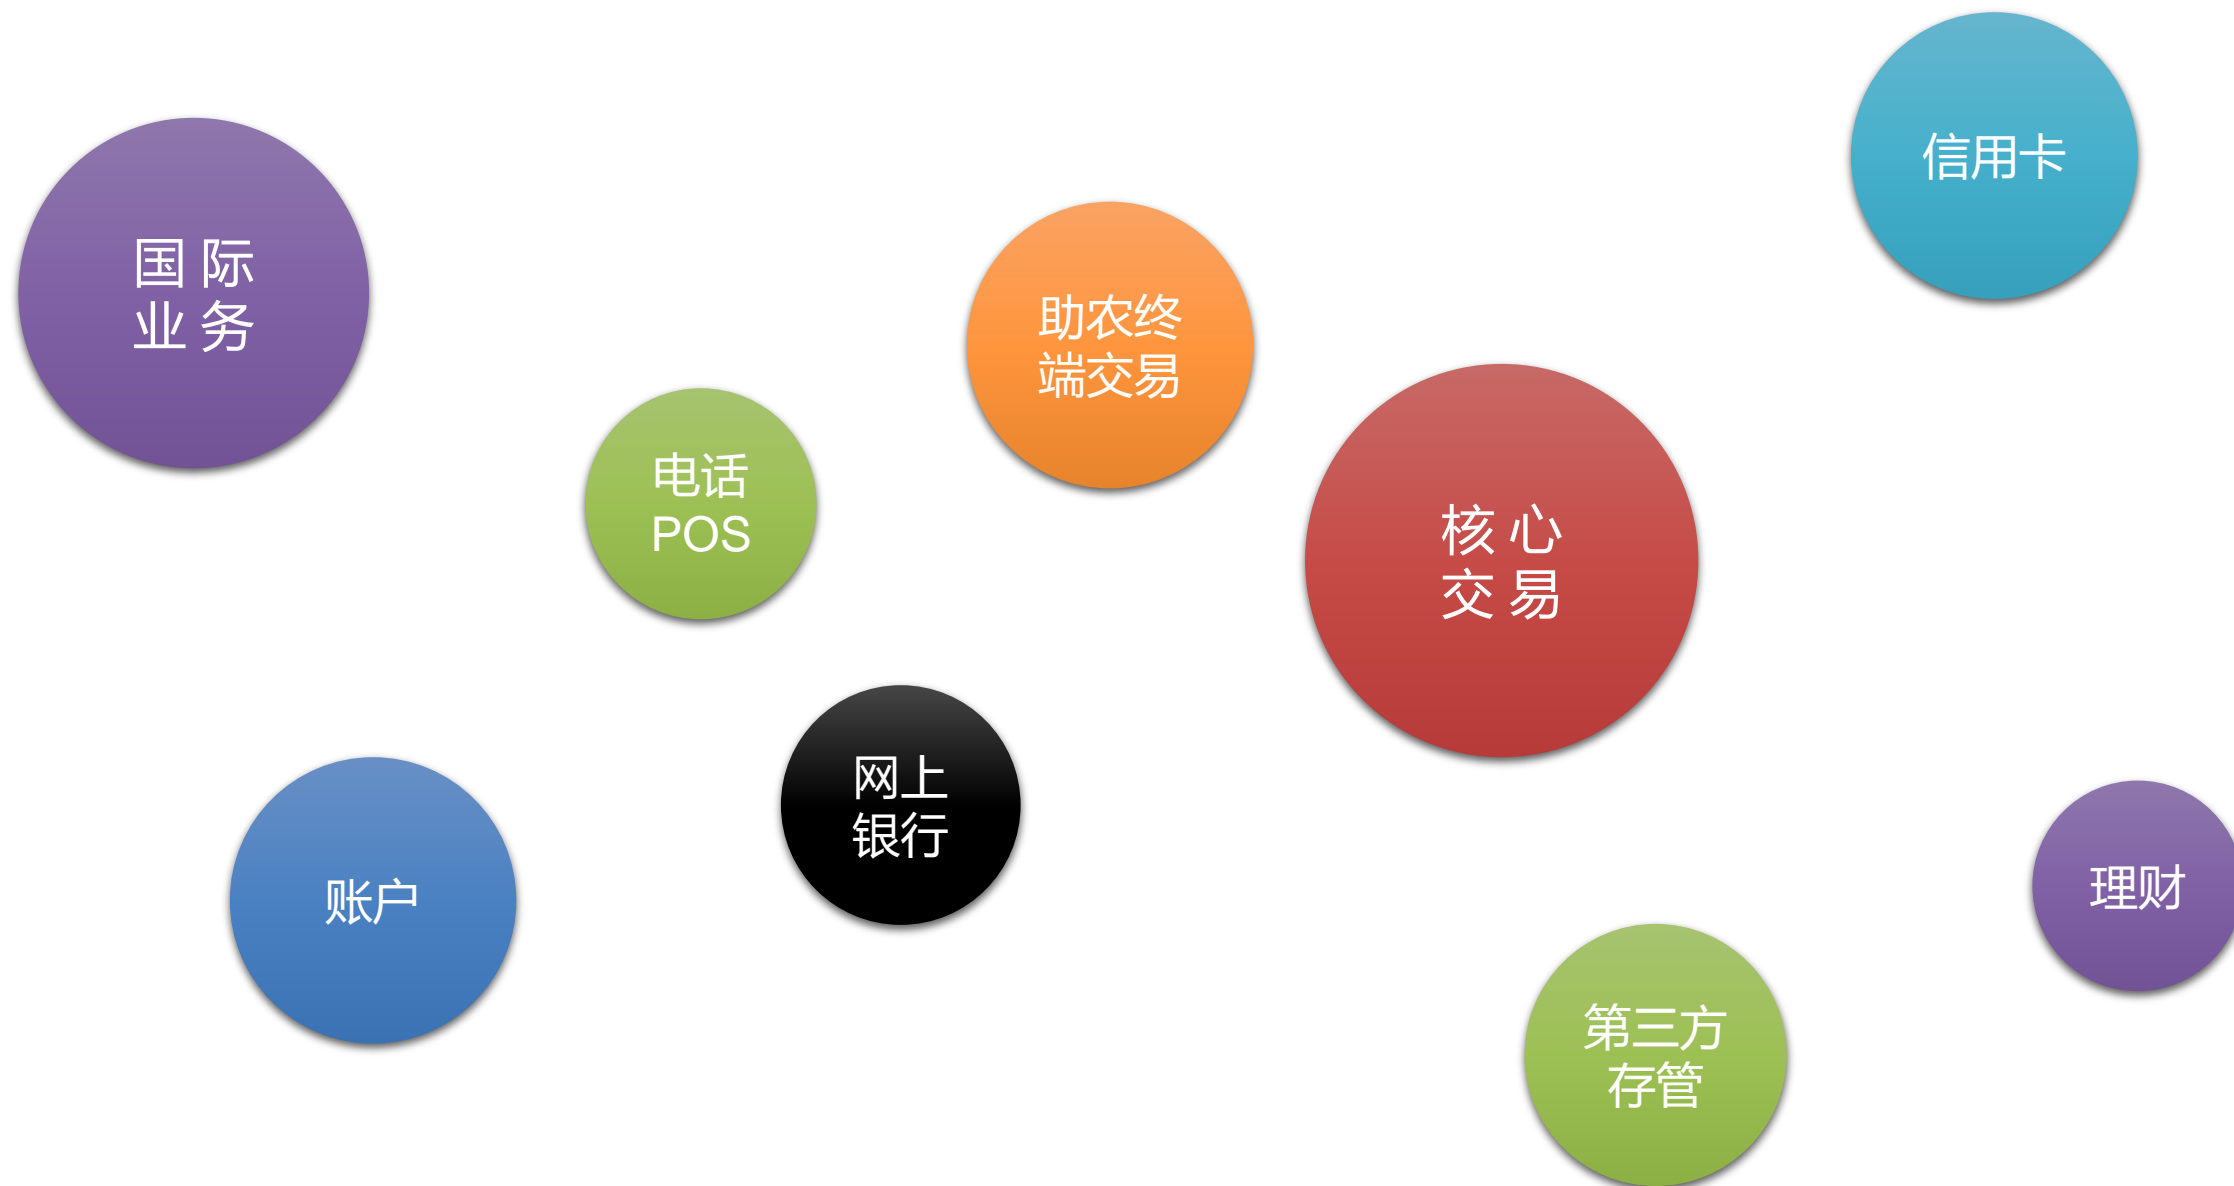 信用卡
国 际
业 务
助农终
端交易
电话
POS
核 心
交 易
网上
银行
账户
理财
第三方
存管